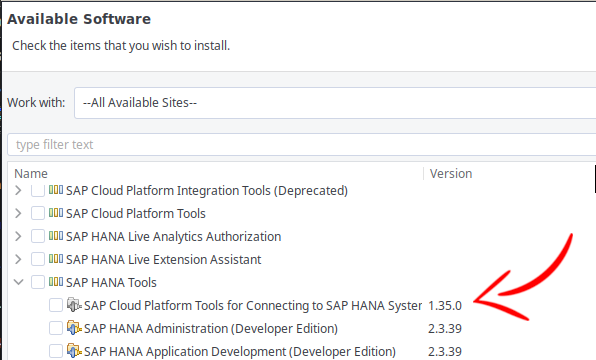 Available Software
Check the items that you wish to install.
Work with: --All Available Sites--
type filter text
Name Version
SAP Cloud Platform Integration Tools (Deprecated)
SAP Cloud Platform Tools
SAP HANA Live Analytics Authorization
SAP HANA Live Extension Assistant
SAP HANA Tools
SAP Cloud Platform Tools for Connecting to SAP HANA System 1.35.0
SAP HANA Administration (Developer Edition) 2.3.39
SAP HANA Application Development (Developer Edition) 2.3.39